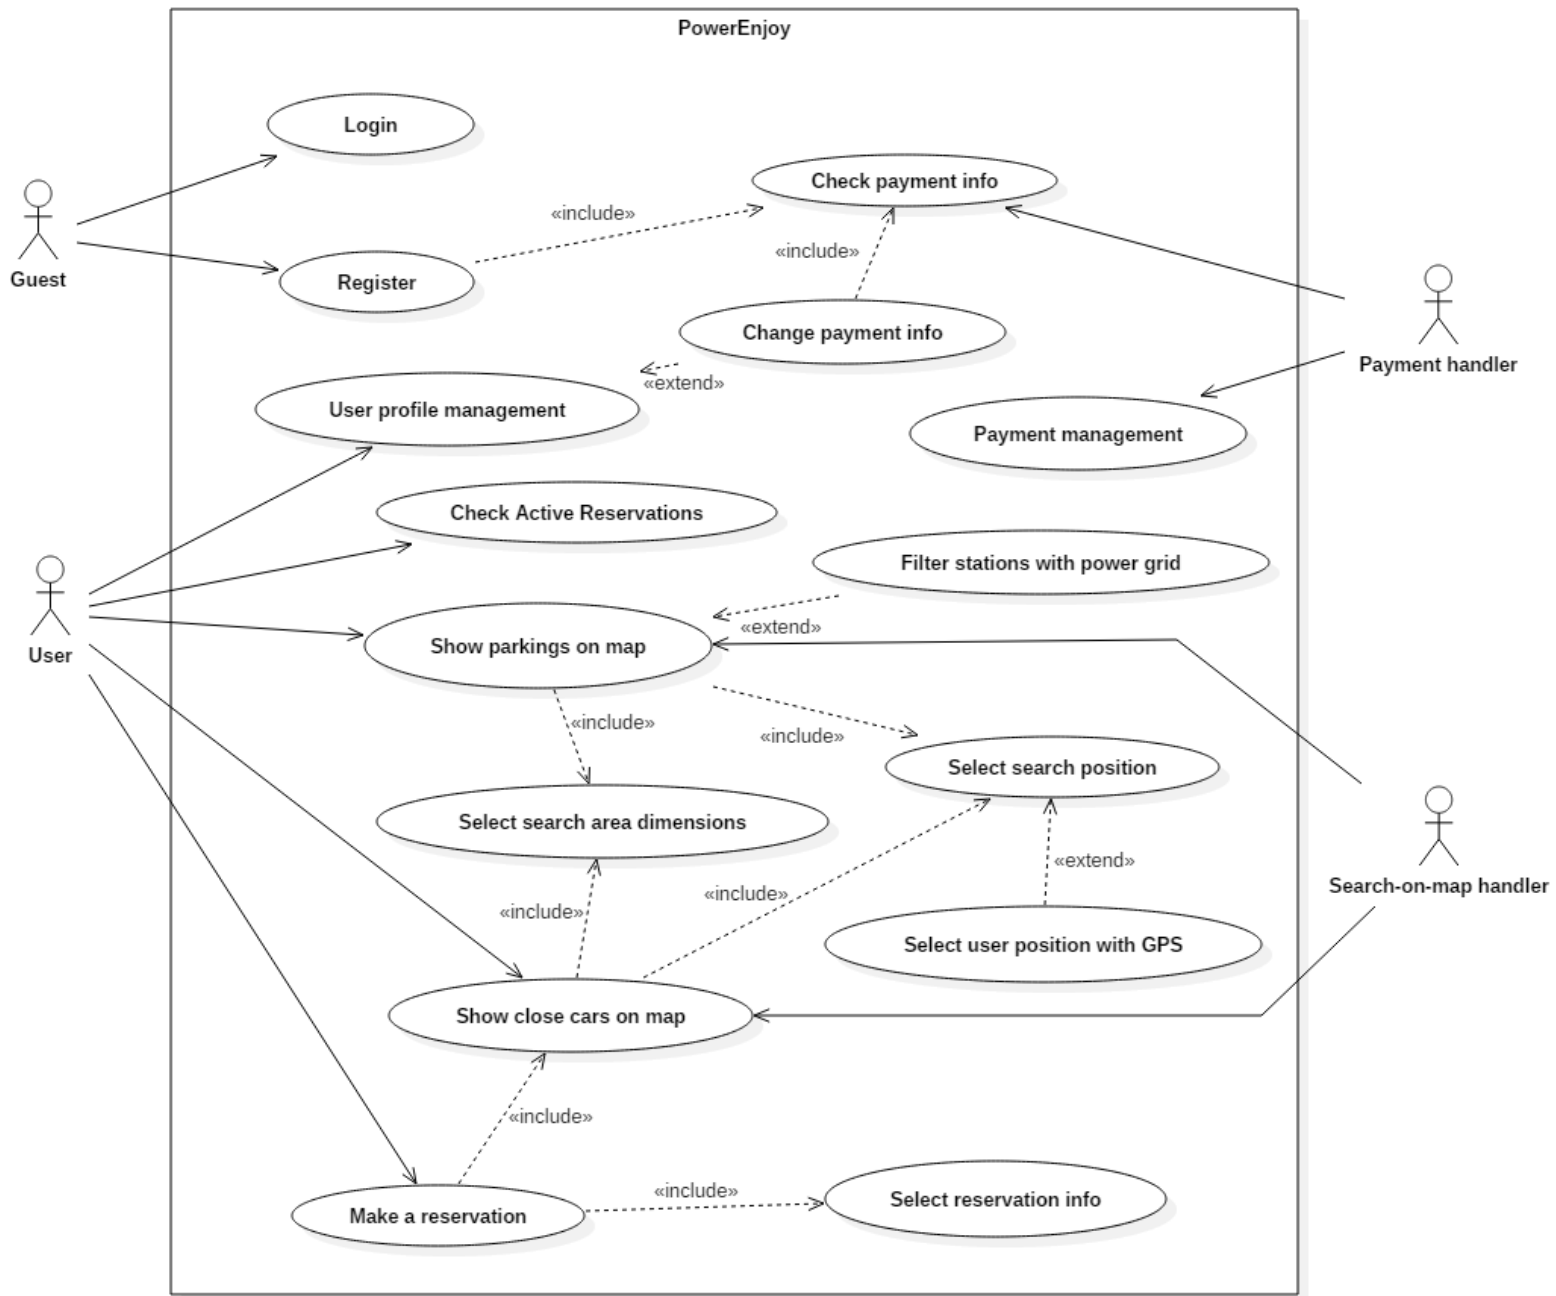 PowerEnjoy
Login
Check payment info
«include»
«include»
Guest
Register
Change payment info
Payment handler
«extend»
User profile management
Payment management
Check Active Reservations
Filter stations with power grid
«extend»
User
Show parkings on map
«include»
«include»
Select search position
Select search area dimensions
«extend»
Search-on-map handler
«include»
«include»
Select user position with GPS
Show close cars on map
«include»
«include»
Select reservation info
Make a reservation